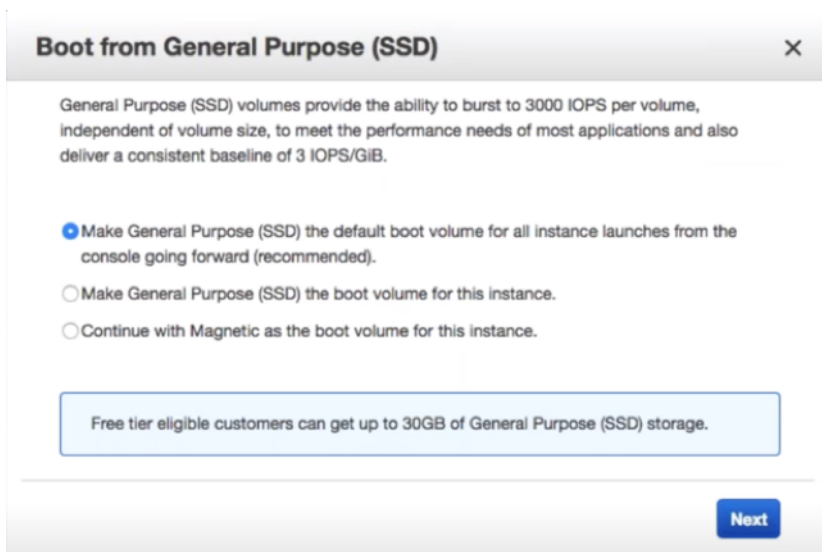 Boot from General Purpose (SSD)
General Purpose (SSD) volumes provide the ability to burst to 3000 IOPS per volume,
independent of volume size, to meet the performance needs of most applications and also
deliver a consistent baseline of 3 IOPS/GiB.
Make General Purpose (SSD) the default boot volume for all instance launches from the
console going forward (recommended).
Make General Purpose (SSD) the boot volume for this instance.
Continue with Magnetic as the boot volume for this instance.
Free tier eligible customers can get up to 30GB of General Purpose (SSD) storage.
Next